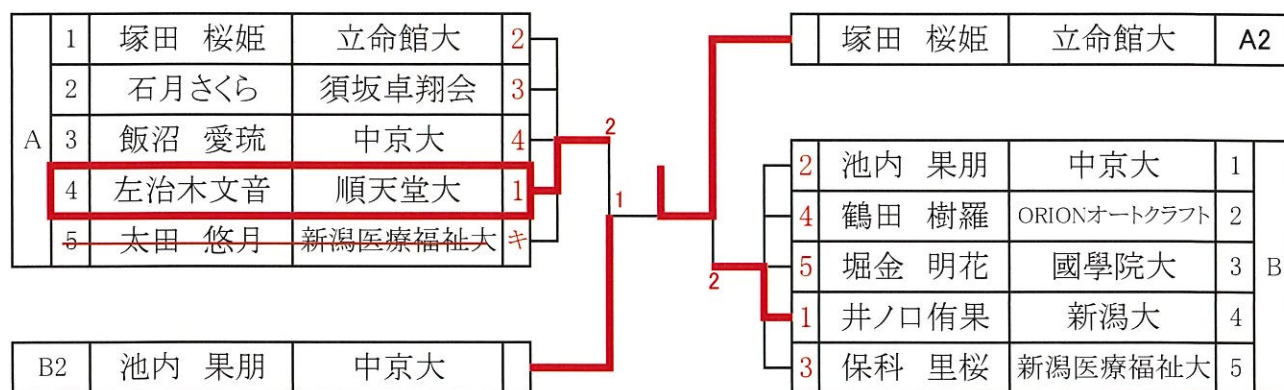 A
1 塚田 桜姫 立命館大 2
2 石月さくら 須坂卓翔会 3
3 飯沼 愛琉 中京大 4
4 左治木文音 順天堂大 1
5 太田 悠月 新潟医療福祉大 キ
B2 池内 果朋 中京大
2
1
2
塚田 桜姫 立命館大 A2
2 池内 果朋 中京大 1
4 鶴田 樹羅 ORIONオートクラフト 2
5 堀金 明花 國學院大 3
1 井ノ口侑果 新潟大 4
3 保科 里桜 新潟医療福祉大 5
B